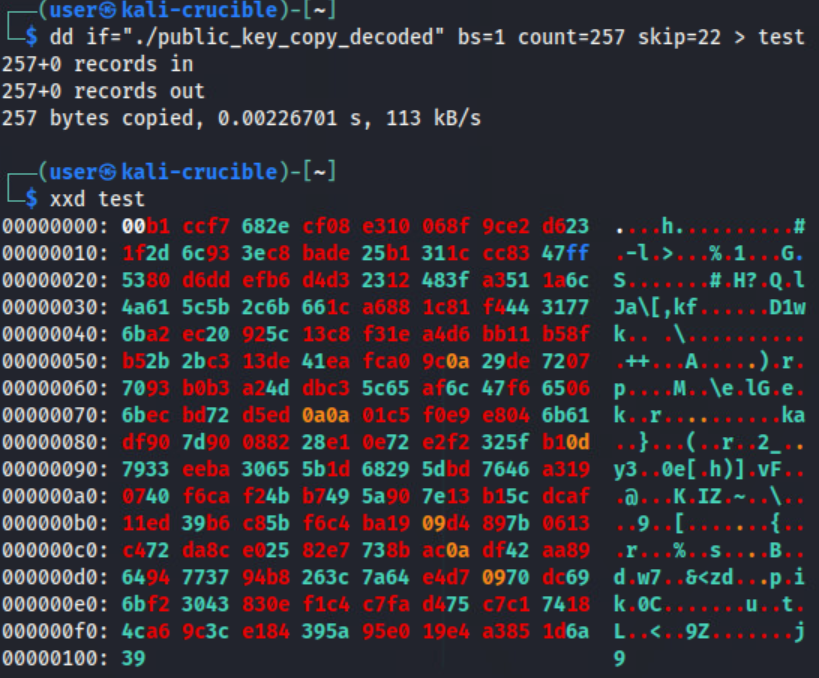 ┌──(user㉿kali-crucible)-[~]
└─$ dd if="./public_key_copy_decoded" bs=1 count=257 skip=22 > test
257+0 records in
257+0 records out
257 bytes copied, 0.00226701 s, 113 kB/s
┌──(user㉿kali-crucible)-[~]
└─$ xxd test
00000000: 00b1 ccf7 682e cf08 e310 068f 9ce2 d623  ....h..........#
00000010: 1f2d 6c93 3ec8 bade 25b1 311c cc83 47ff  .-l.>...%.1...G.
00000020: 5380 d6dd efb6 d4d3 2312 483f a351 1a6c  S.......#.H?.Q.l
00000030: 4a61 5c5b 2c6b 661c a688 1c81 f444 3177  Ja\[,kf......D1w
00000040: 6ba2 ec20 925c 13c8 f31e a4d6 bb11 b58f  k.. .\..........
00000050: b52b 2bc3 13de 41ea fca0 9c0a 29de 7207  .++...A.....).r.
00000060: 7093 b0b3 a24d dbc3 5c65 af6c 47f6 6506  p....M..\e.lG.e.
00000070: 6bec bd72 d5ed 0a0a 01c5 f0e9 e804 6b61  k..r..........ka
00000080: df90 7d90 0882 28e1 0e72 e2f2 325f b10d  ..}...(..r..2_..
00000090: 7933 eeba 3065 5b1d 6829 5dbd 7646 a319  y3..0e[.h)].vF..
000000a0: 0740 f6ca f24b b749 5a90 7e13 b15c dcaf  .@...K.IZ.~..\..
000000b0: 11ed 39b6 c85b f6c4 ba19 09d4 897b 0613  ..9..[.......{..
000000c0: c472 da8c e025 82e7 738b ac0a df42 aa89  .r...%..s....B..
000000d0: 6494 7737 94b8 263c 7a64 e4d7 0970 dc69  d.w7..&<zd...p.i
000000e0: 6bf2 3043 830e f1c4 c7fa d475 c7c1 7418  k.0C.......u..t.
000000f0: 4ca6 9c3c e184 395a 95e0 19e4 a385 1d6a  L..<..9Z.......j
00000100: 39                                       9